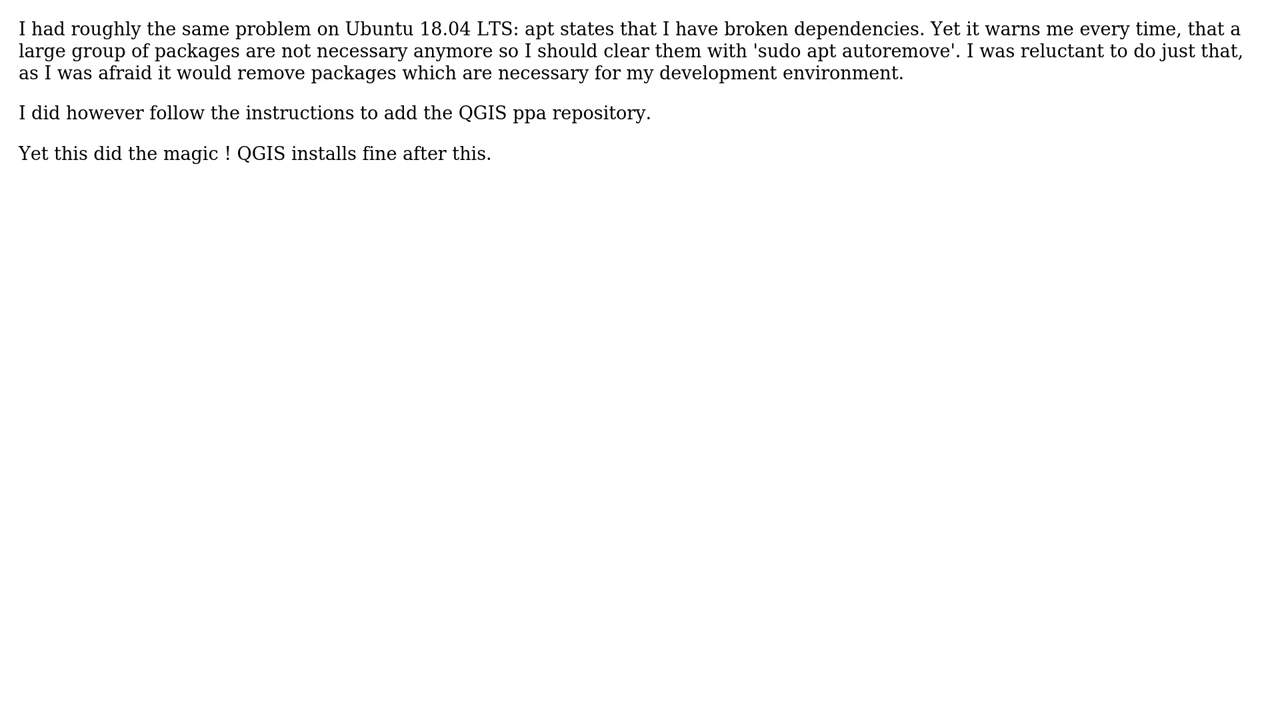 I had roughly the same problem on Ubuntu 18.04 LTS: apt states that I have broken dependencies. Yet it warns me every time, that a
large group of packages are not necessary anymore so I should clear them with 'sudo apt autoremove'. I was reluctant to do just that,
as I was afraid it would remove packages which are necessary for my development environment.
I did however follow the instructions to add the QGIS ppa repository.
Yet this did the magic ! QGIS installs fine after this.